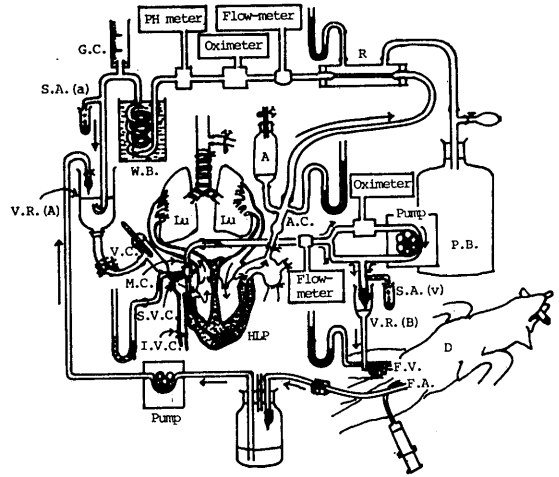 PH meter
Flow-meter
Oximeter
G.C.
R
S.A.(a)
W.B.
A
Oximeter
V.R.(A)
Lu
Lu
A.C.
Pump
P.B.
V.C.
M.C.
Flow-
meter
S.A.(v)
S.V.C.
V.R.(B)
I.V.C.
HLP
D
F.V.
F.A.
Pump